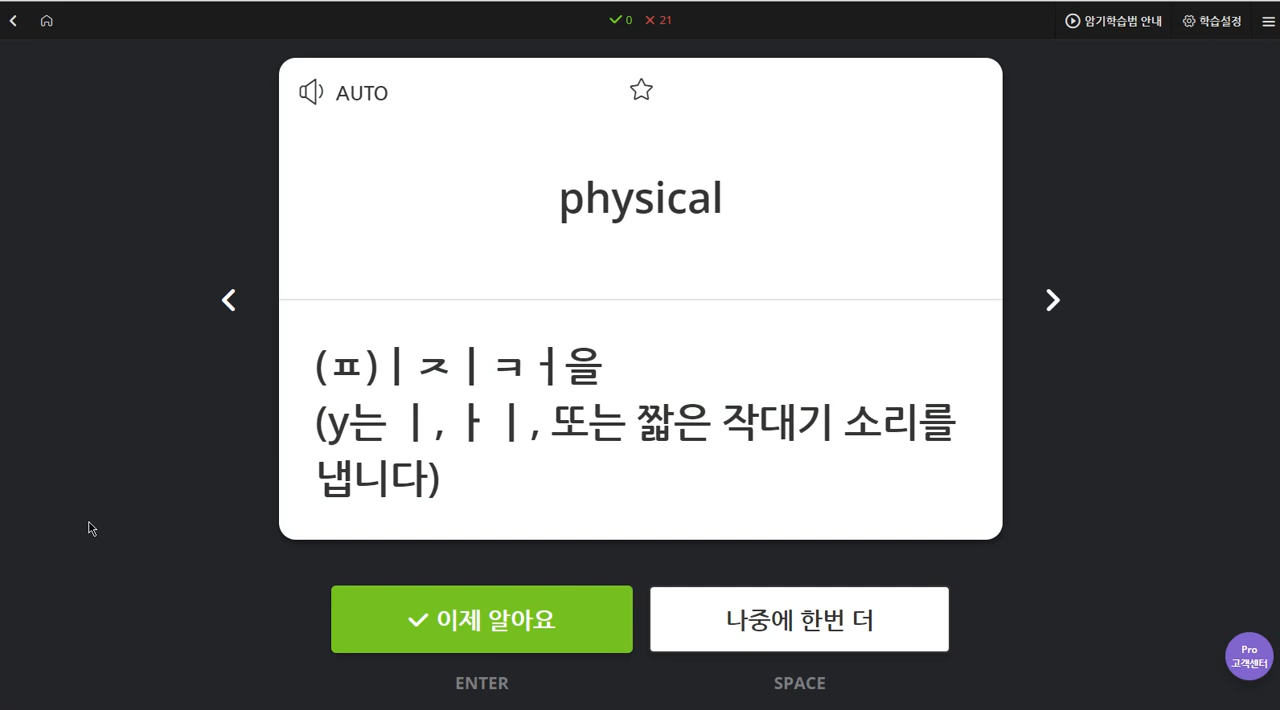 0 21 암기학습법 안내 학습설정
AUTO
physical
(ㅍ)ㅣㅈㅣㅋㅓ을
(y는 ㅣ, ㅏㅣ, 또는 짧은 작대기 소리를
냅니다)
이제 알아요 나중에 한번 더
Pro
고객센터
ENTER SPACE